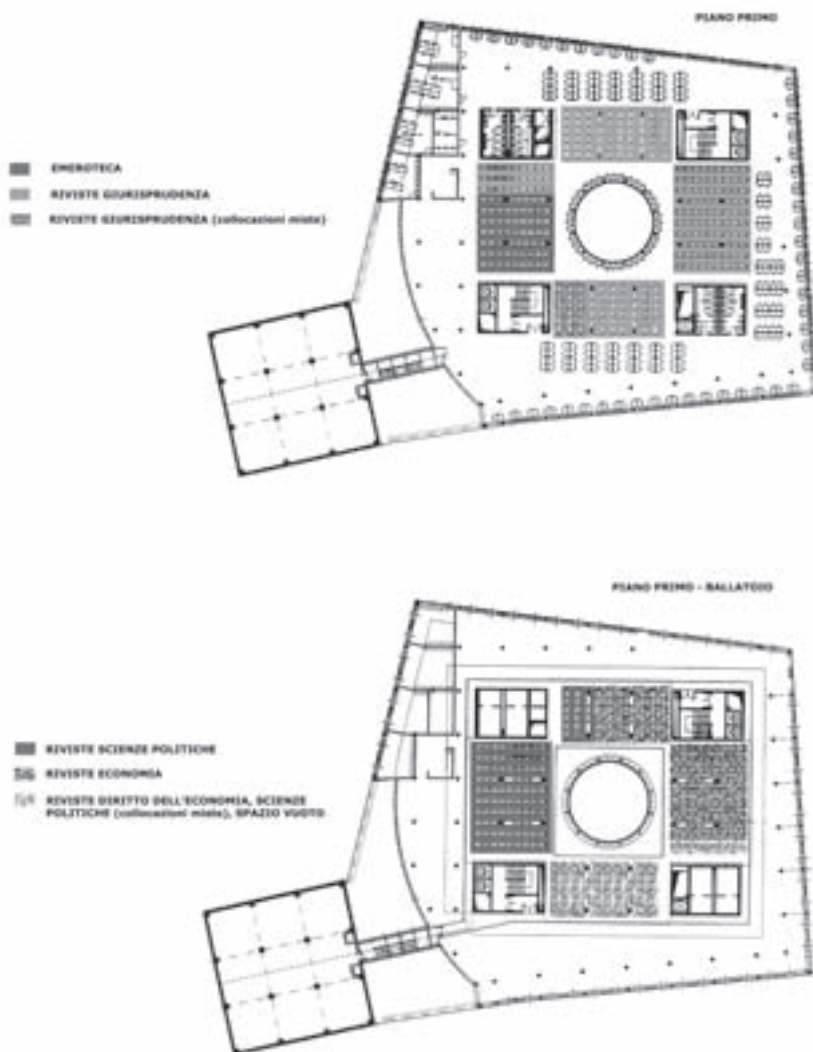 PIANO PRIMO
EMEROTECA
RIVISTE GIURISPRUDENZA
RIVISTE GIURISPRUDENZA (collocazioni miste)
PIANO PRIMO - BALLATOIO
RIVISTE SCIENZE POLITICHE
RIVISTE ECONOMIA
RIVISTE DIRITTO DELL'ECONOMIA, SCIENZE
POLITICHE (collocazioni miste), SPAZIO VUOTO